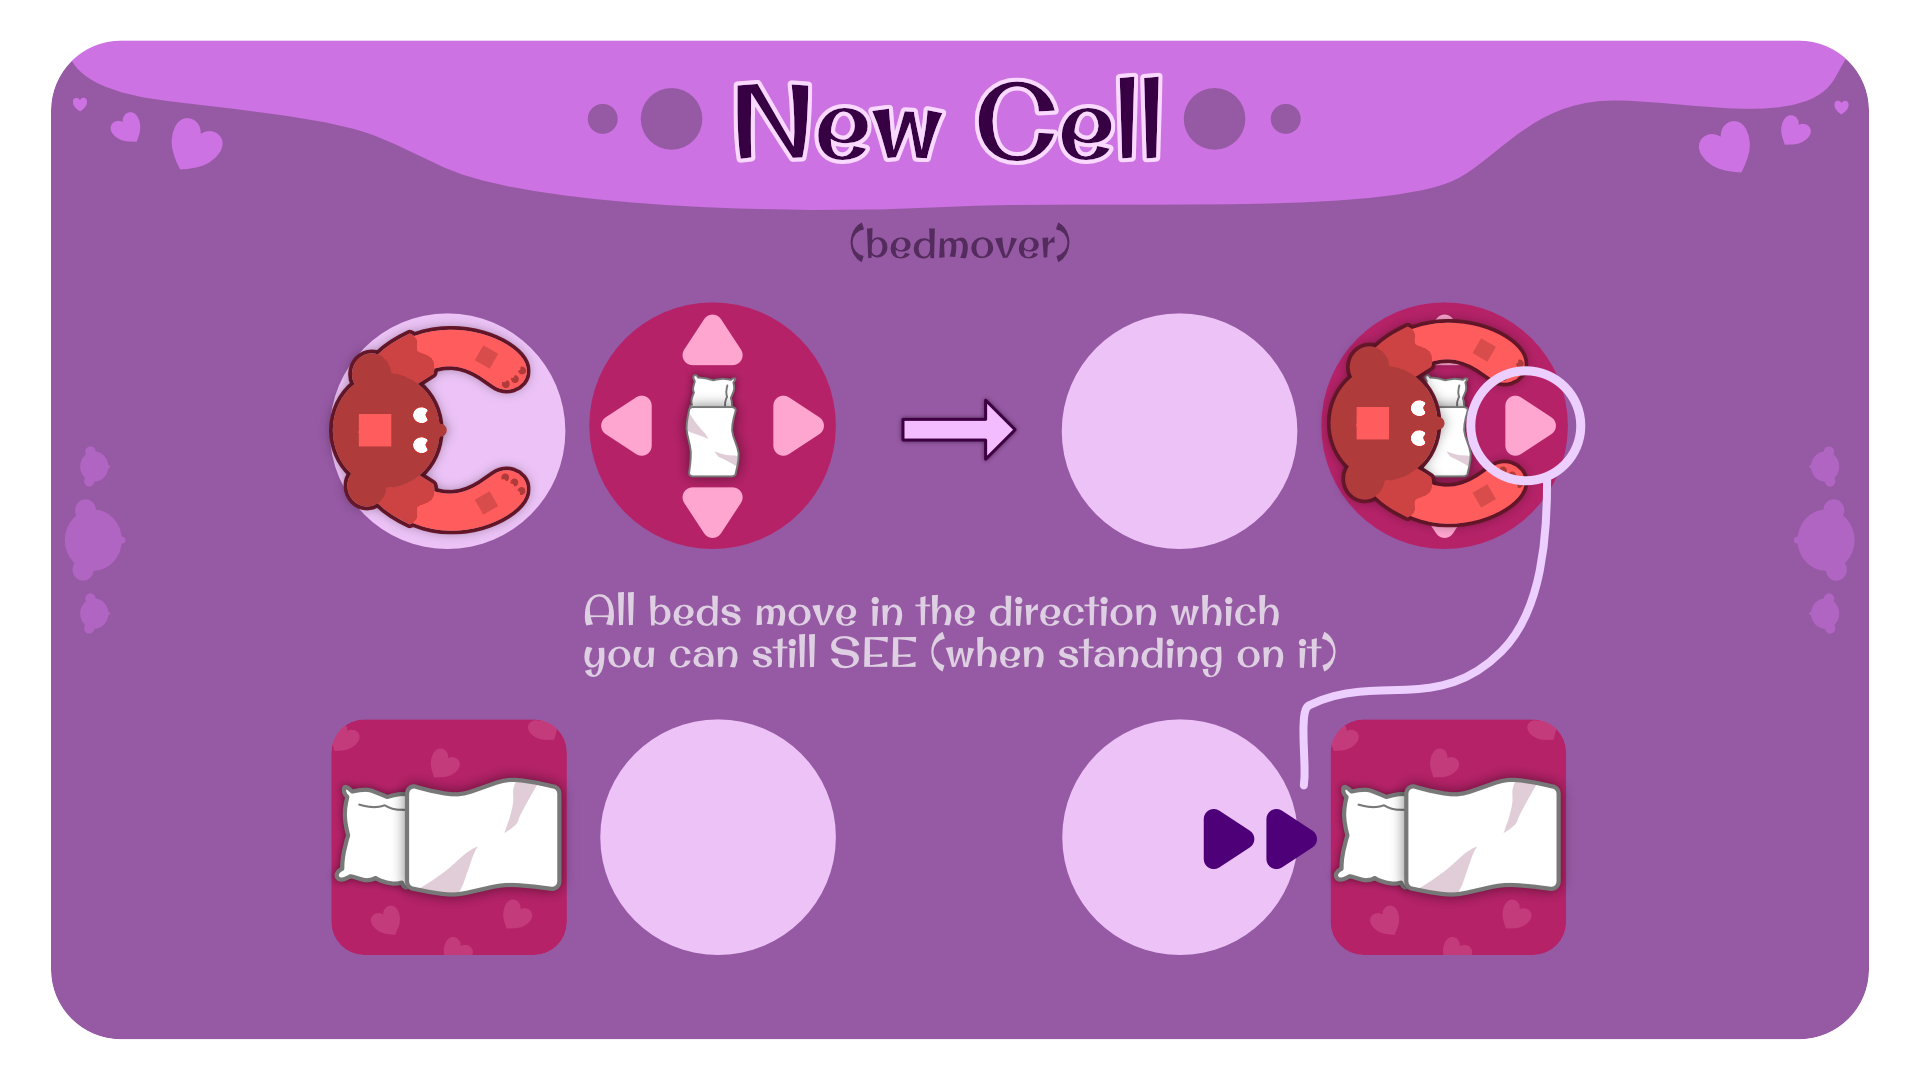 New Cell
(bedmover)
All beds move in the direction which
you can still SEE (when standing on it)